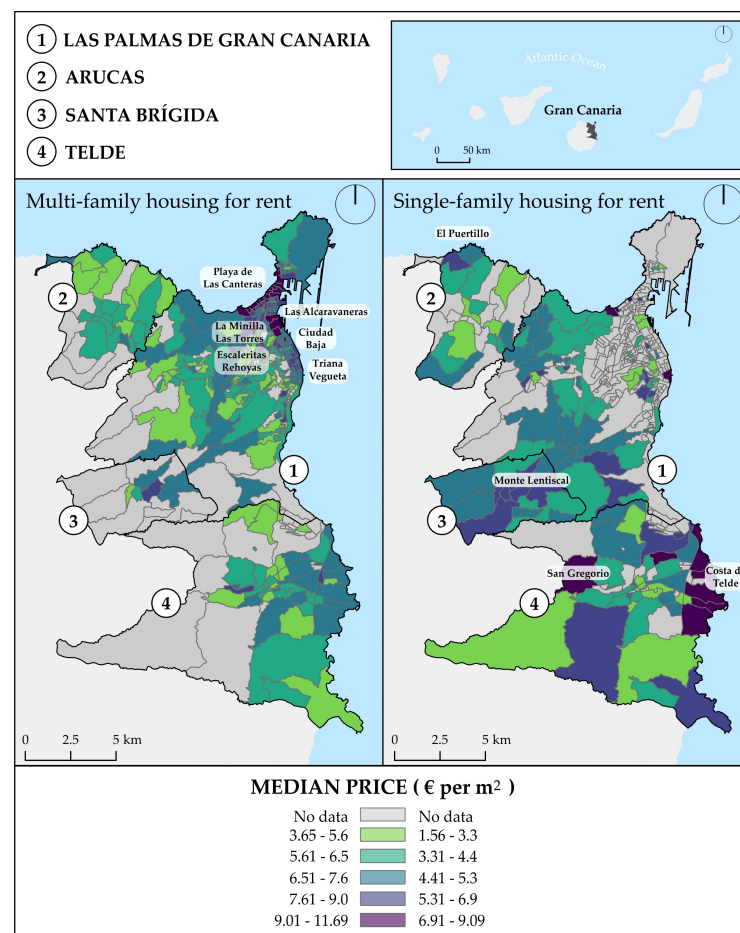 1 LAS PALMAS DE GRAN CANARIA
2 ARUCAS
3 SANTA BRÍGIDA
4 TELDE
Atlantic Ocean
Gran Canaria
0 50 km
Multi-family housing for rent
Playa de
Las Canteras
2
Las Alcaravaneras
La Minilla
Las Torres
Ciudad
Baja
Escaleritas
Rehoyas
Triana
Vegueta
1
3
4
0 2.5 5 km
Single-family housing for rent
El Puertillo
2
1
Monte Lentiscal
3
San Gregorio
Costa d
Telde
4
0 2.5 5 km
MEDIAN PRICE ( € per m2 )
No data No data
3.65 - 5.6 1.56 - 3.3
5.61 - 6.5 3.31 - 4.4
6.51 - 7.6 4.41 - 5.3
7.61 - 9.0 5.31 - 6.9
9.01 - 11.69 6.91 - 9.09